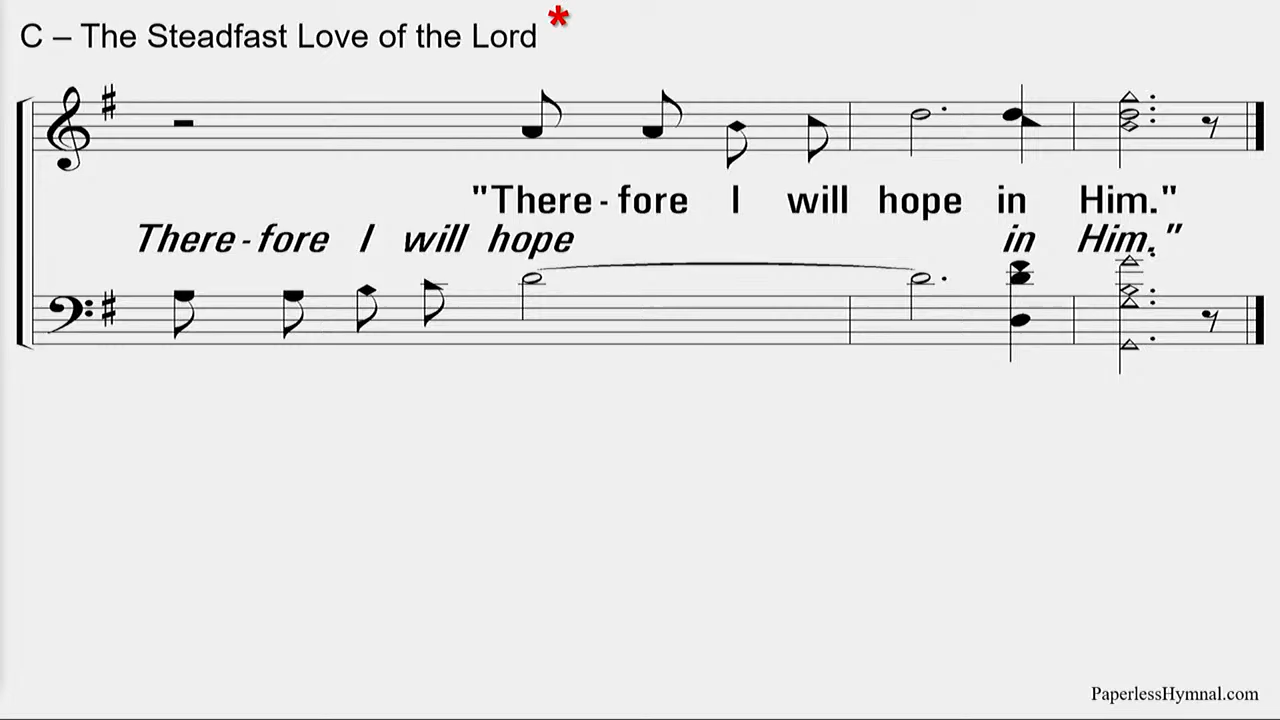 C – The Steadfast Love of the Lord *
"There - fore I will hope in Him."
There - fore I will hope in Him."
PaperlessHymnal.com